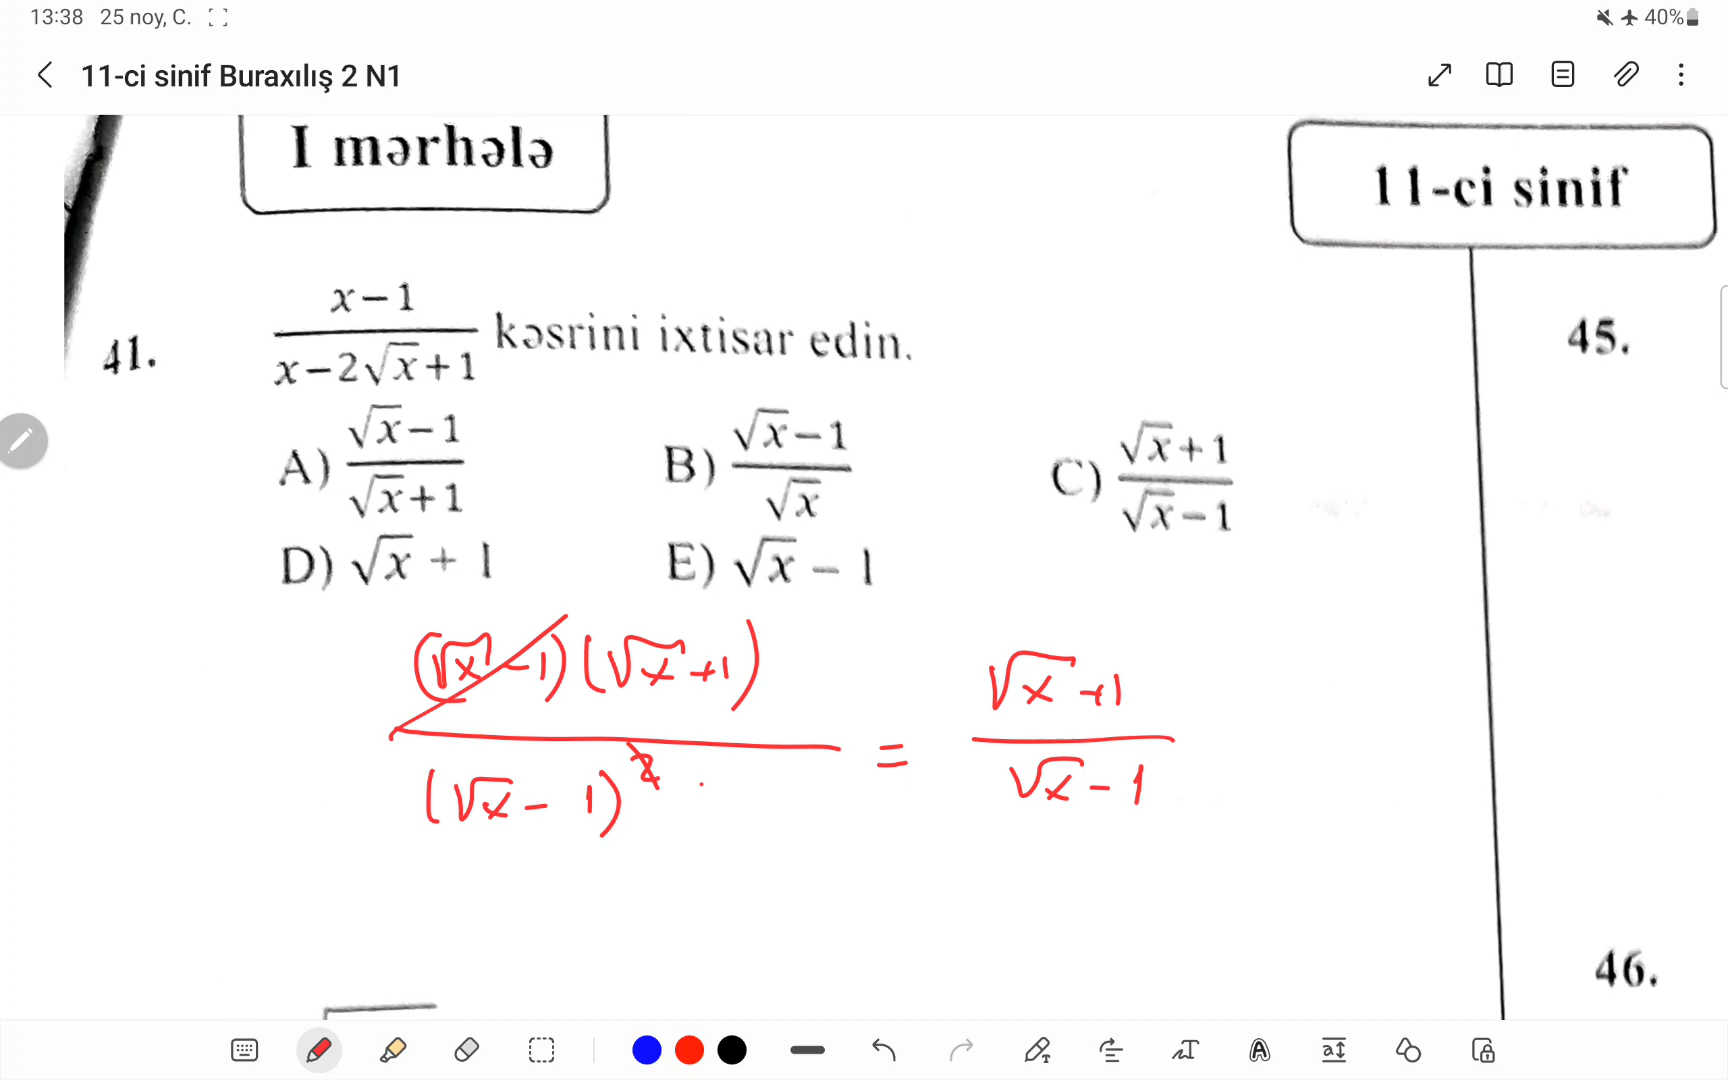 13:38 25 noy, C. 40%
11-ci sinif Buraxılış 2 N1
I mərhələ
11-ci sinif
41. (x-1)/(x-2√x+1) kəsrini ixtisar edin.
A) (√x-1)/(√x+1) B) (√x-1)/√x C) (√x+1)/(√x-1)
D) √x + 1 E) √x - 1
(√x-1)(√x+1)/(√x-1)² = (√x+1)/(√x-1)
45.
46.